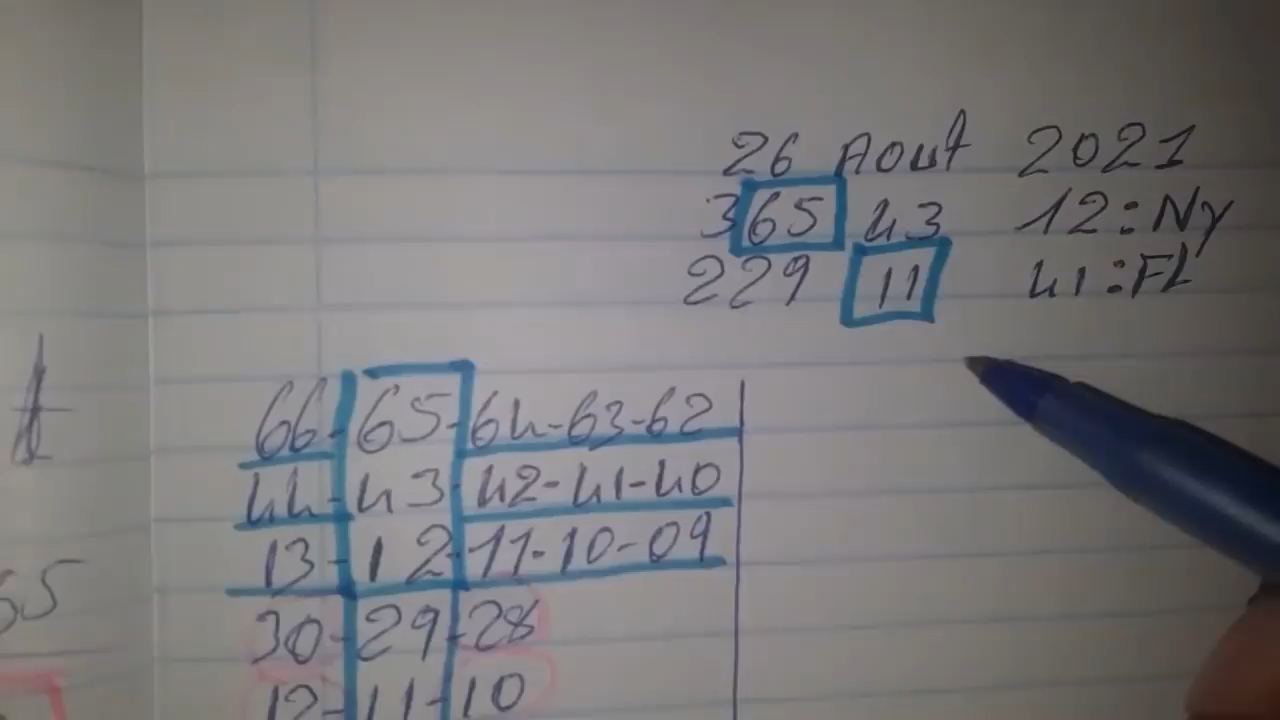 26 Aout 2021
365 43 12:Ny
229 11 41:FL
66-65-64-63-62
44-43-42-41-40
13-12-11-10-09
30-29-28
12-11-10